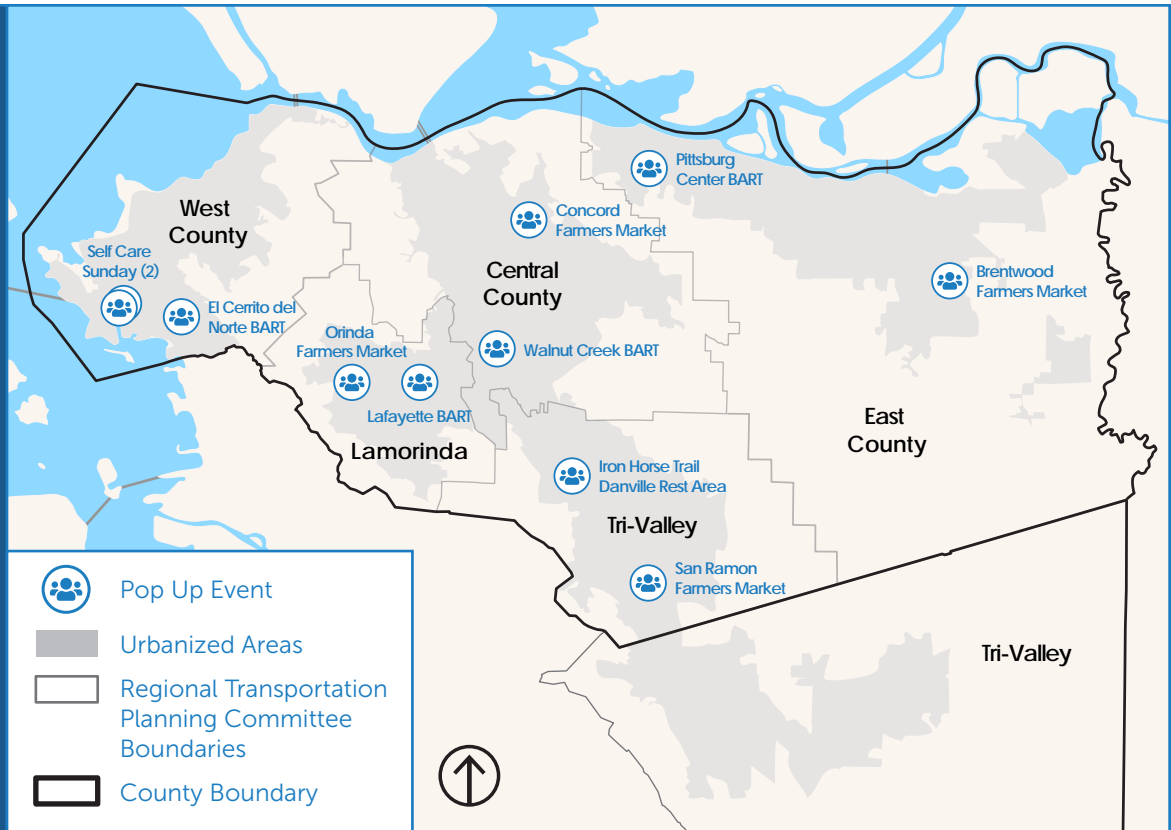 Pittsburg
Center BART
West
County
Concord
Farmers Market
Self Care
Sunday (2)
Central
County
Brentwood
Farmers Market
El Cerrito del
Norte BART
Orinda
Farmers Market
Walnut Creek BART
Lafayette BART
East
County
Lamorinda
Iron Horse Trail
Danville Rest Area
Tri-Valley
San Ramon
Farmers Market
Tri-Valley
Pop Up Event
Urbanized Areas
Regional Transportation
Planning Committee
Boundaries
County Boundary